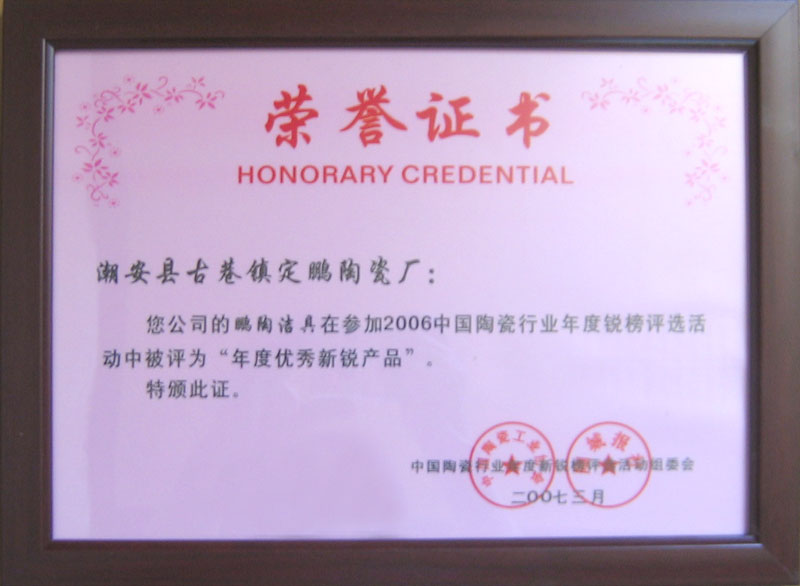 荣誉证书
HONORARY CREDENTIAL
潮安县古巷镇定鹏陶瓷厂：
您公司的鹏陶洁具在参加2006中国陶瓷行业年度锐榜评选活
动中被评为“年度优秀新锐产品”。
特颁此证。
中国陶瓷行业年度新锐榜评选活动组委会
二〇〇七三月